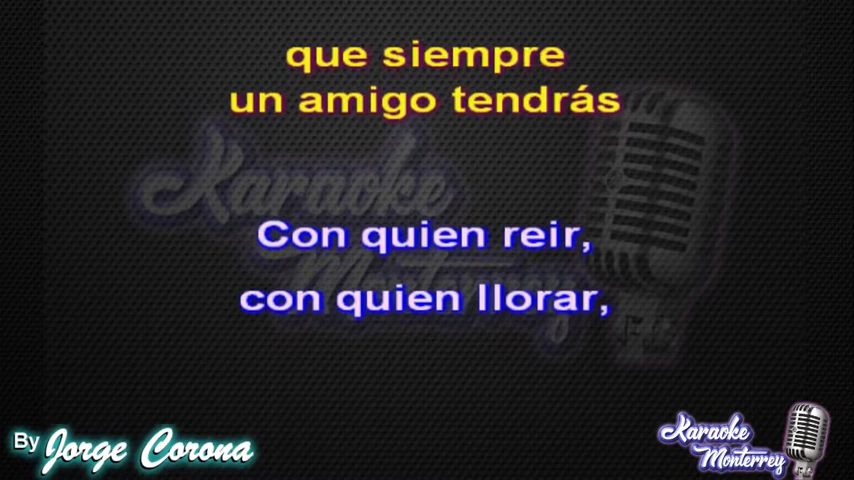 que siempre
un amigo tendrás
Karaoke
Con quien reir,
Monterrey
con quien llorar,
By Jorge Corona
Karaoke
Monterrey